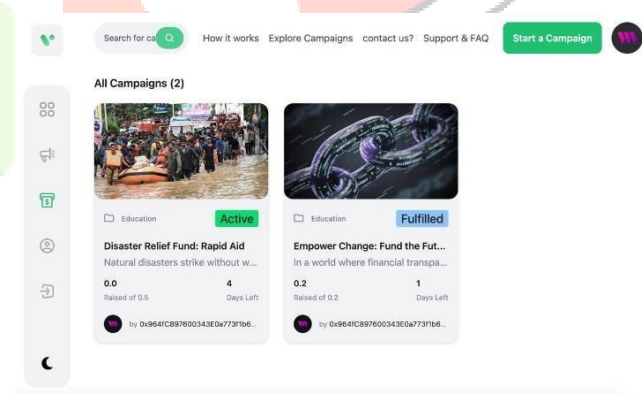 Search for ca
How it works
Explore Campaigns
contact us?
Support & FAQ
Start a Campaign
All Campaigns (2)
Education
Active
Disaster Relief Fund: Rapid Aid
Natural disasters strike without w...
0.0
4
Raised of 0.5
Days Left
by 0x964fC897600343E0a773f1b6...
Education
Fulfilled
Empower Change: Fund the Fut...
In a world where financial transpa...
0.2
1
Raised of 0.2
Days Left
by 0x964fC897600343E0a773f1b6...